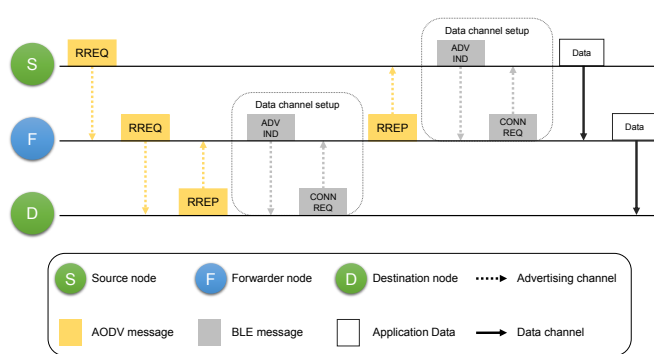 Data channel setup
RREQ
ADV
IND
Data
S
CONN
REQ
Data channel setup
RREQ
ADV
IND
RREP
Data
F
RREP
CONN
REQ
D
S Source node
F Forwarder node
D Destination node
Advertising channel
AODV message
BLE message
Application Data
Data channel